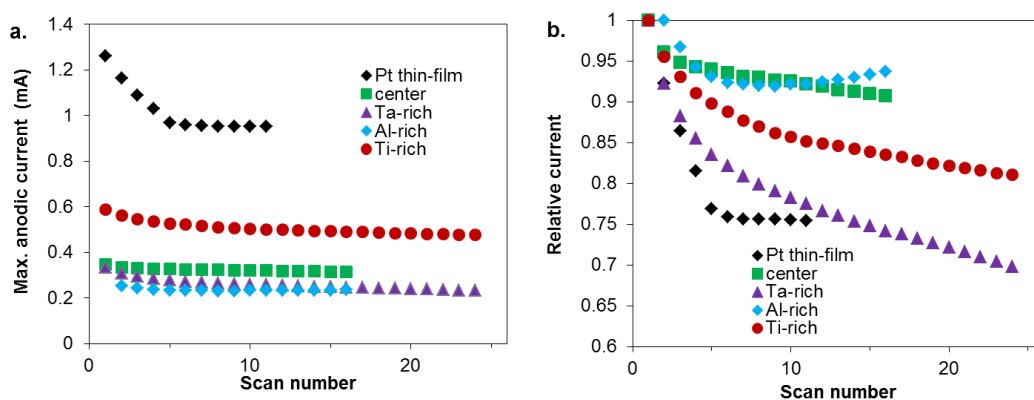 a.
Max. anodic current (mA)
1.4
1.2
1
0.8
0.6
0.4
0.2
0
Pt thin-film
center
Ta-rich
Al-rich
Ti-rich
0
10
20
Scan number
b.
Relative current
1
0.95
0.9
0.85
0.8
0.75
0.7
0.65
0.6
Pt thin-film
center
Ta-rich
Al-rich
Ti-rich
0
10
20
Scan number